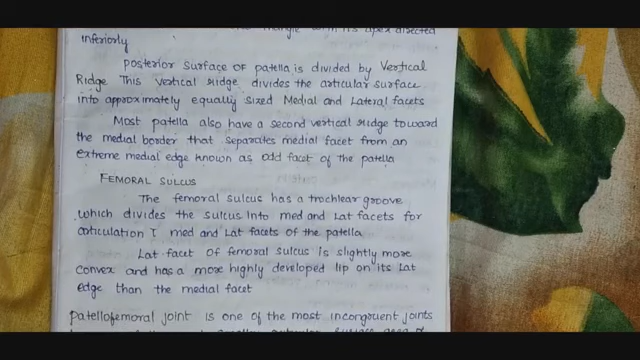 inferiorly
posterior surface of patella is divided by Vertical
Ridge This vertical ridge divides the articular surface
into approximately equally sized Medial and Lateral facets
Most patella also have a second vertical ridge toward
the medial border that separates medial facet from an
extreme medial edge known as odd facet of the patella
FEMORAL SULCUS
The femoral sulcus has a trochlear groove
which divides the sulcus into med and Lat facets for
articulation c̅ med and Lat facets of the patella
Lat facet of femoral sulcus is slightly more
convex and has a more highly developed lip on its Lat
edge than the medial facet
patellofemoral joint is one of the most incongruent joints